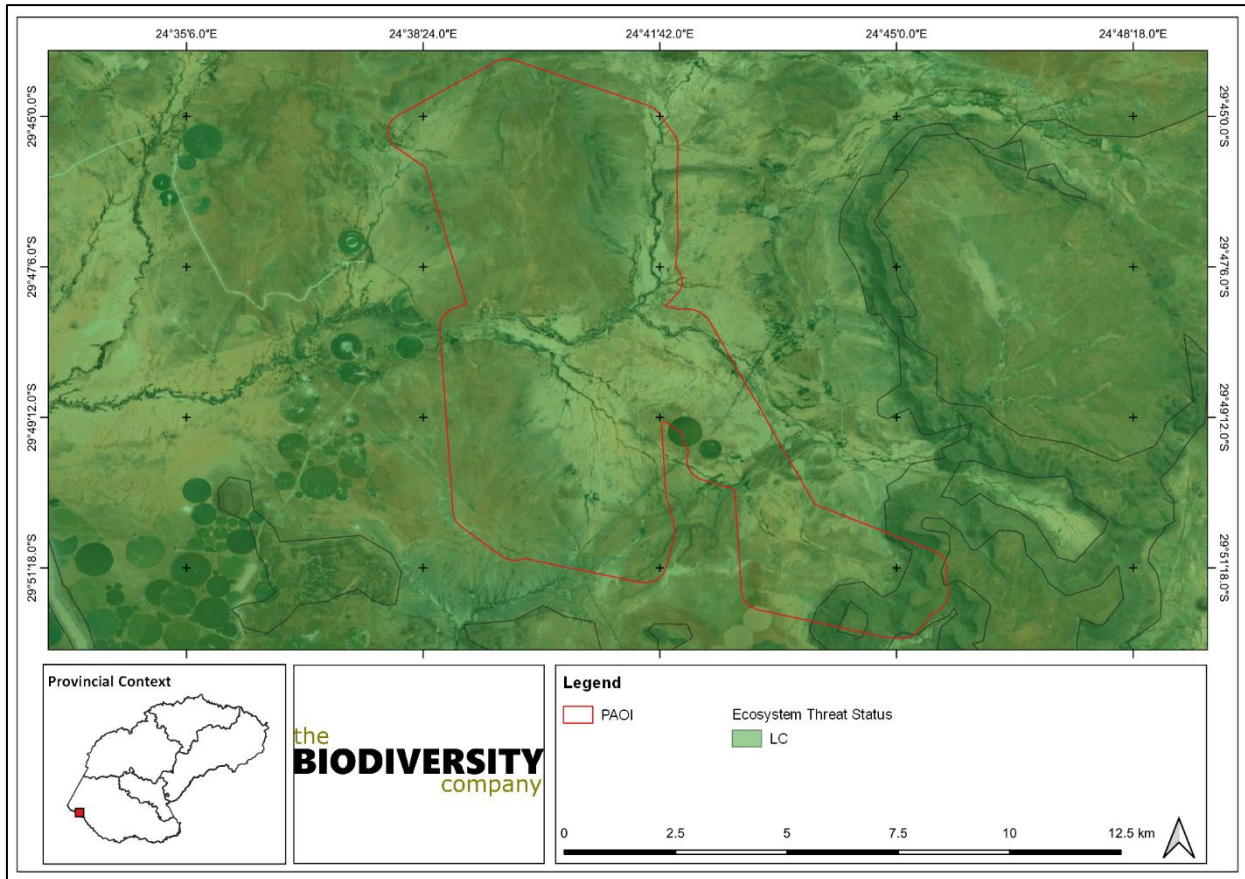 24°35'6.0"E 24°38'24.0"E 24°41'42.0"E 24°45'0.0"E 24°48'18.0"E
29°45'0.0"S 29°45'0.0"S
29°47'6.0"S 29°47'6.0"S
29°49'12.0"S 29°49'12.0"S
29°51'18.0"S 29°51'18.0"S
Provincial Context
the
BIODIVERSITY
company
Legend
PAOI
Ecosystem Threat Status
LC
0 2.5 5 7.5 10 12.5 km